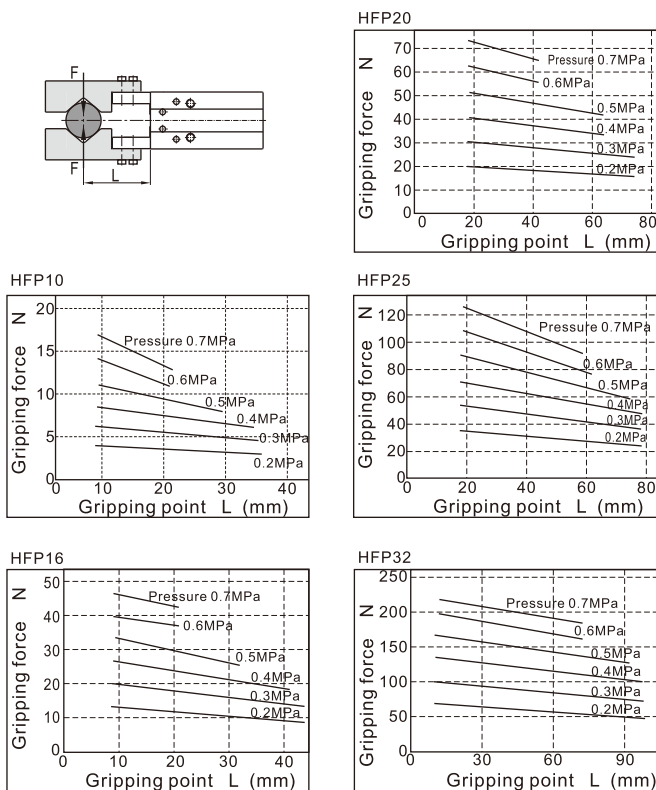 F
F
L
HFP20
Gripping force N
70
60
50
40
30
20
10
0
Pressure 0.7MPa
0.6MPa
0.5MPa
0.4MPa
0.3MPa
0.2MPa
0 20 40 60 80
Gripping point L (mm)
HFP10
Gripping force N
20
15
10
5
0
Pressure 0.7MPa
0.6MPa
0.5MPa
0.4MPa
0.3MPa
0.2MPa
0 10 20 30 40
Gripping point L (mm)
HFP25
Gripping force N
120
100
80
60
40
20
0
Pressure 0.7MPa
0.6MPa
0.5MPa
0.4MPa
0.3MPa
0.2MPa
0 20 40 60 80
Gripping point L (mm)
HFP16
Gripping force N
50
40
30
20
10
0
Pressure 0.7MPa
0.6MPa
0.5MPa
0.4MPa
0.3MPa
0.2MPa
0 10 20 30 40
Gripping point L (mm)
HFP32
Gripping force N
250
200
150
100
50
0
Pressure 0.7MPa
0.6MPa
0.5MPa
0.4MPa
0.3MPa
0.2MPa
0 30 60 90
Gripping point L (mm)